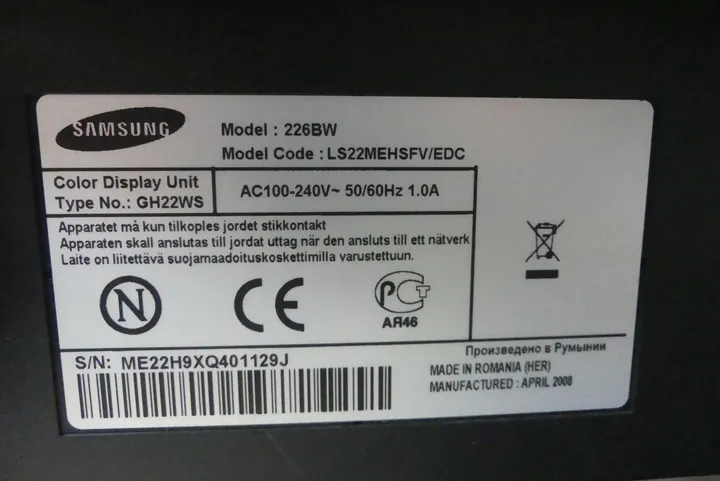 SAMSUNG
Model : 226BW
Model Code : LS22MEHSFV/EDC
Color Display Unit
Type No.: GH22WS
AC100-240V~ 50/60Hz 1.0A
Apparatet må kun tilkoples jordet stikkontakt
Apparaten skall anslutas till jordat uttag när den ansluts till ett nätverk
Laite on liitettävä suojamaadoituskoskettimilla varustettuun.
N
CE
РСТ
АЯ46
S/N: ME22H9XQ401129J
Произведено в Румынии
MADE IN ROMANIA (HER)
MANUFACTURED : APRIL 2008